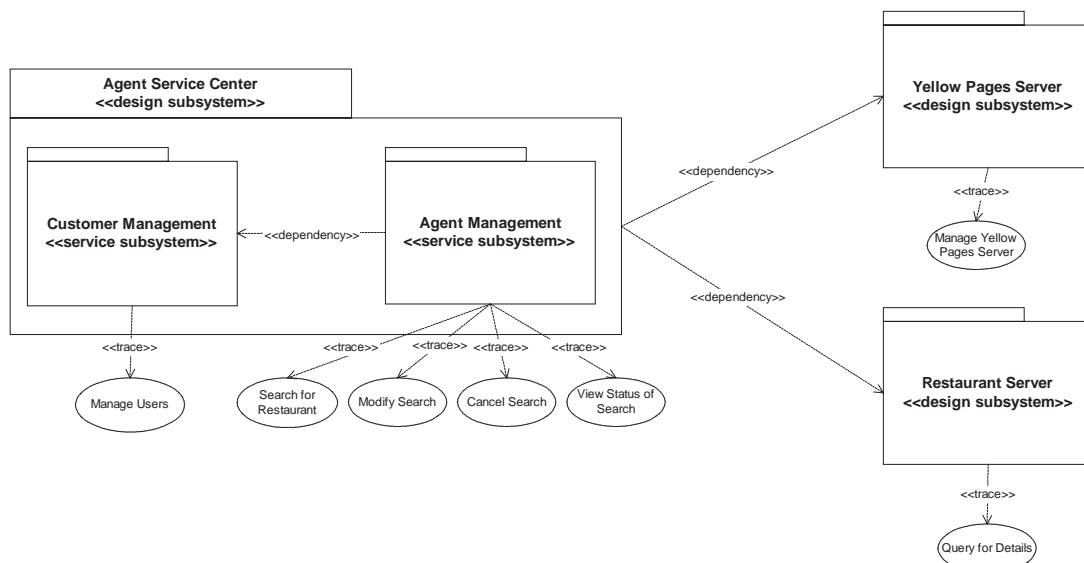 Agent Service Center
<<design subsystem>>
Customer Management
<<service subsystem>>
<<dependency>>
Agent Management
<<service subsystem>>
<<trace>>
Manage Users
<<trace>>
<<trace>>
<<trace>>
<<trace>>
Search for
Restaurant
Modify Search
Cancel Search
View Status of
Search
<<dependency>>
<<dependency>>
Yellow Pages Server
<<design subsystem>>
<<trace>>
Manage Yellow
Pages Server
Restaurant Server
<<design subsystem>>
<<trace>>
Query for Details